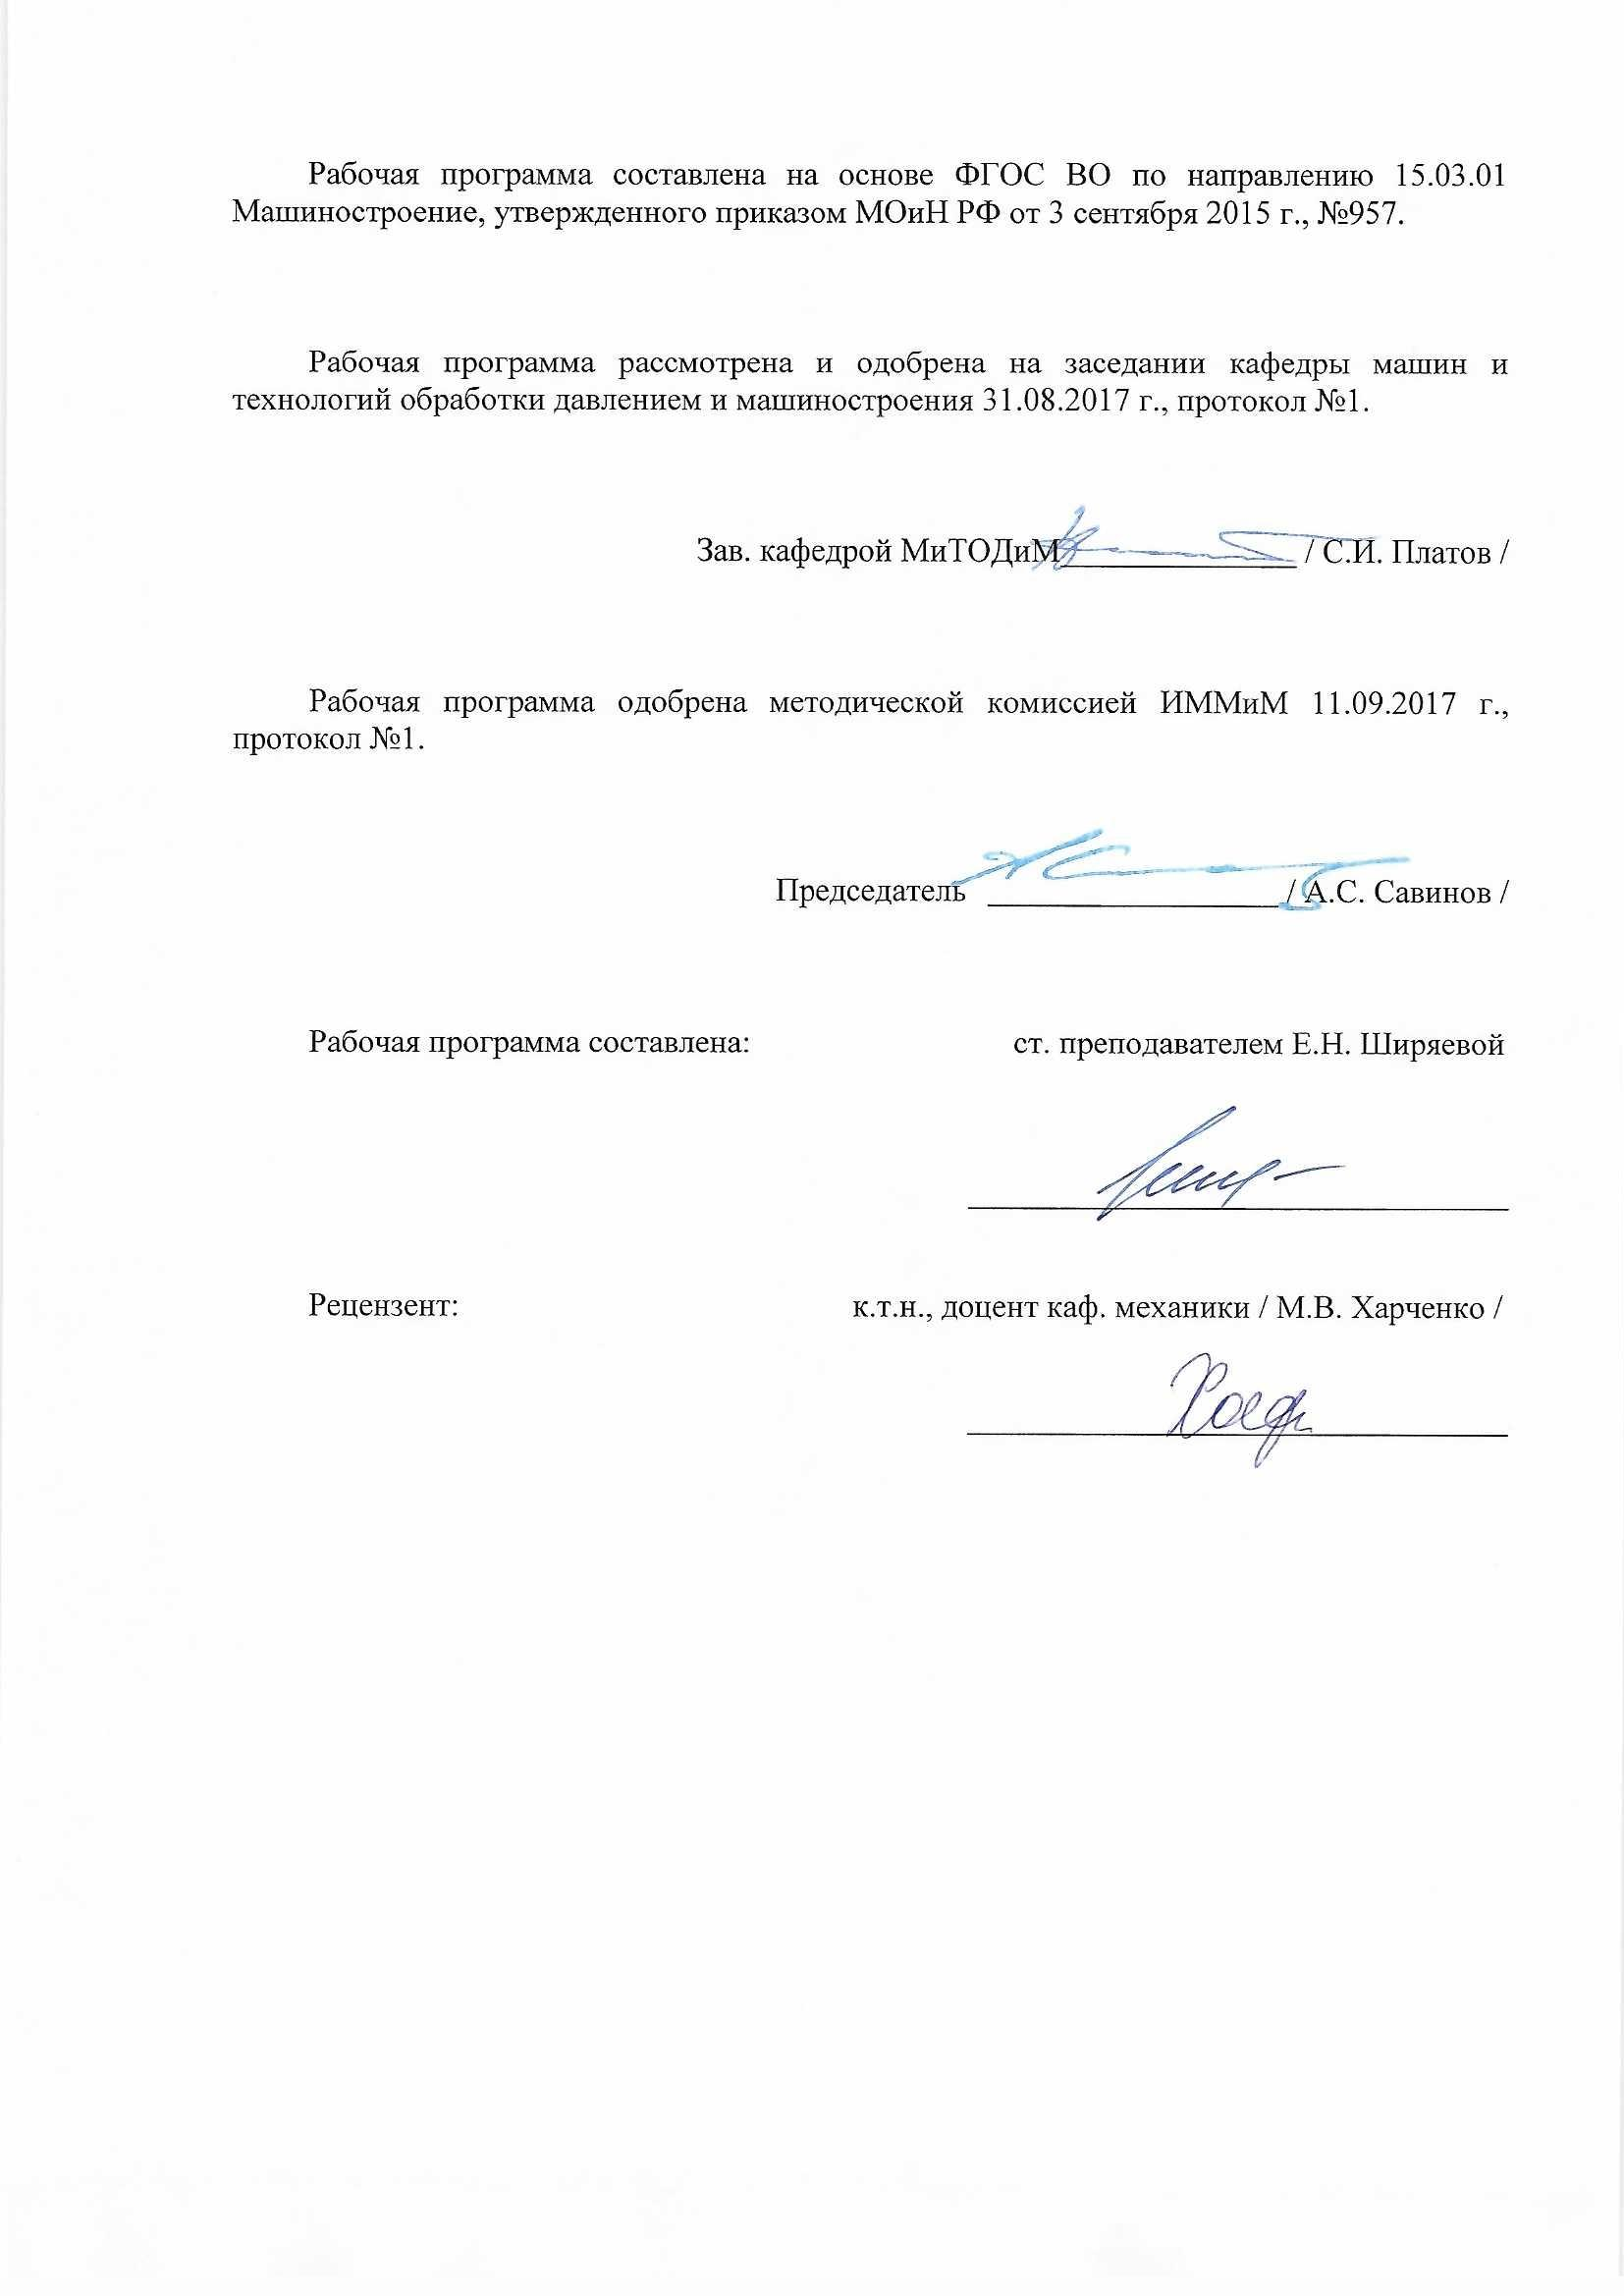 Рабочая программа составлена на основе ФГОС ВО по направлению 15.03.01
Машиностроение, утвержденного приказом МОиН РФ от 3 сентября 2015 г., №957.
Рабочая программа рассмотрена и одобрена на заседании кафедры машин и
технологий обработки давлением и машиностроения 31.08.2017 г., протокол №1.
Зав. кафедрой МиТОДиМ / С.И. Платов /
Рабочая программа одобрена методической комиссией ИММиМ 11.09.2017 г.,
протокол №1.
Председатель / А.С. Савинов /
Рабочая программа составлена: ст. преподавателем Е.Н. Ширяевой
Рецензент: к.т.н., доцент каф. механики / М.В. Харченко /